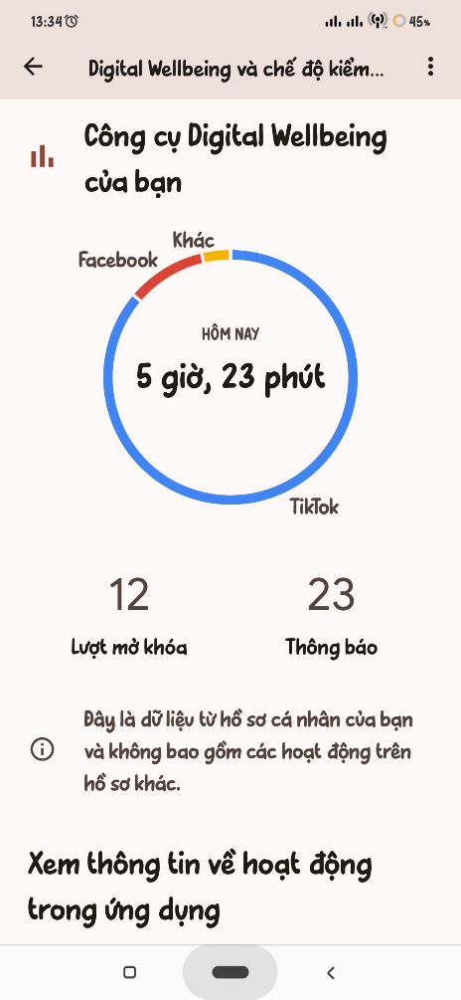 13:34
45%
Digital Wellbeing và chế độ kiểm...
Công cụ Digital Wellbeing
của bạn
Khác
Facebook
HÔM NAY
5 giờ, 23 phút
TikTok
12
23
Lượt mở khóa
Thông báo
Đây là dữ liệu từ hồ sơ cá nhân của bạn
và không bao gồm các hoạt động trên
hồ sơ khác.
Xem thông tin về hoạt động
trong ứng dụng